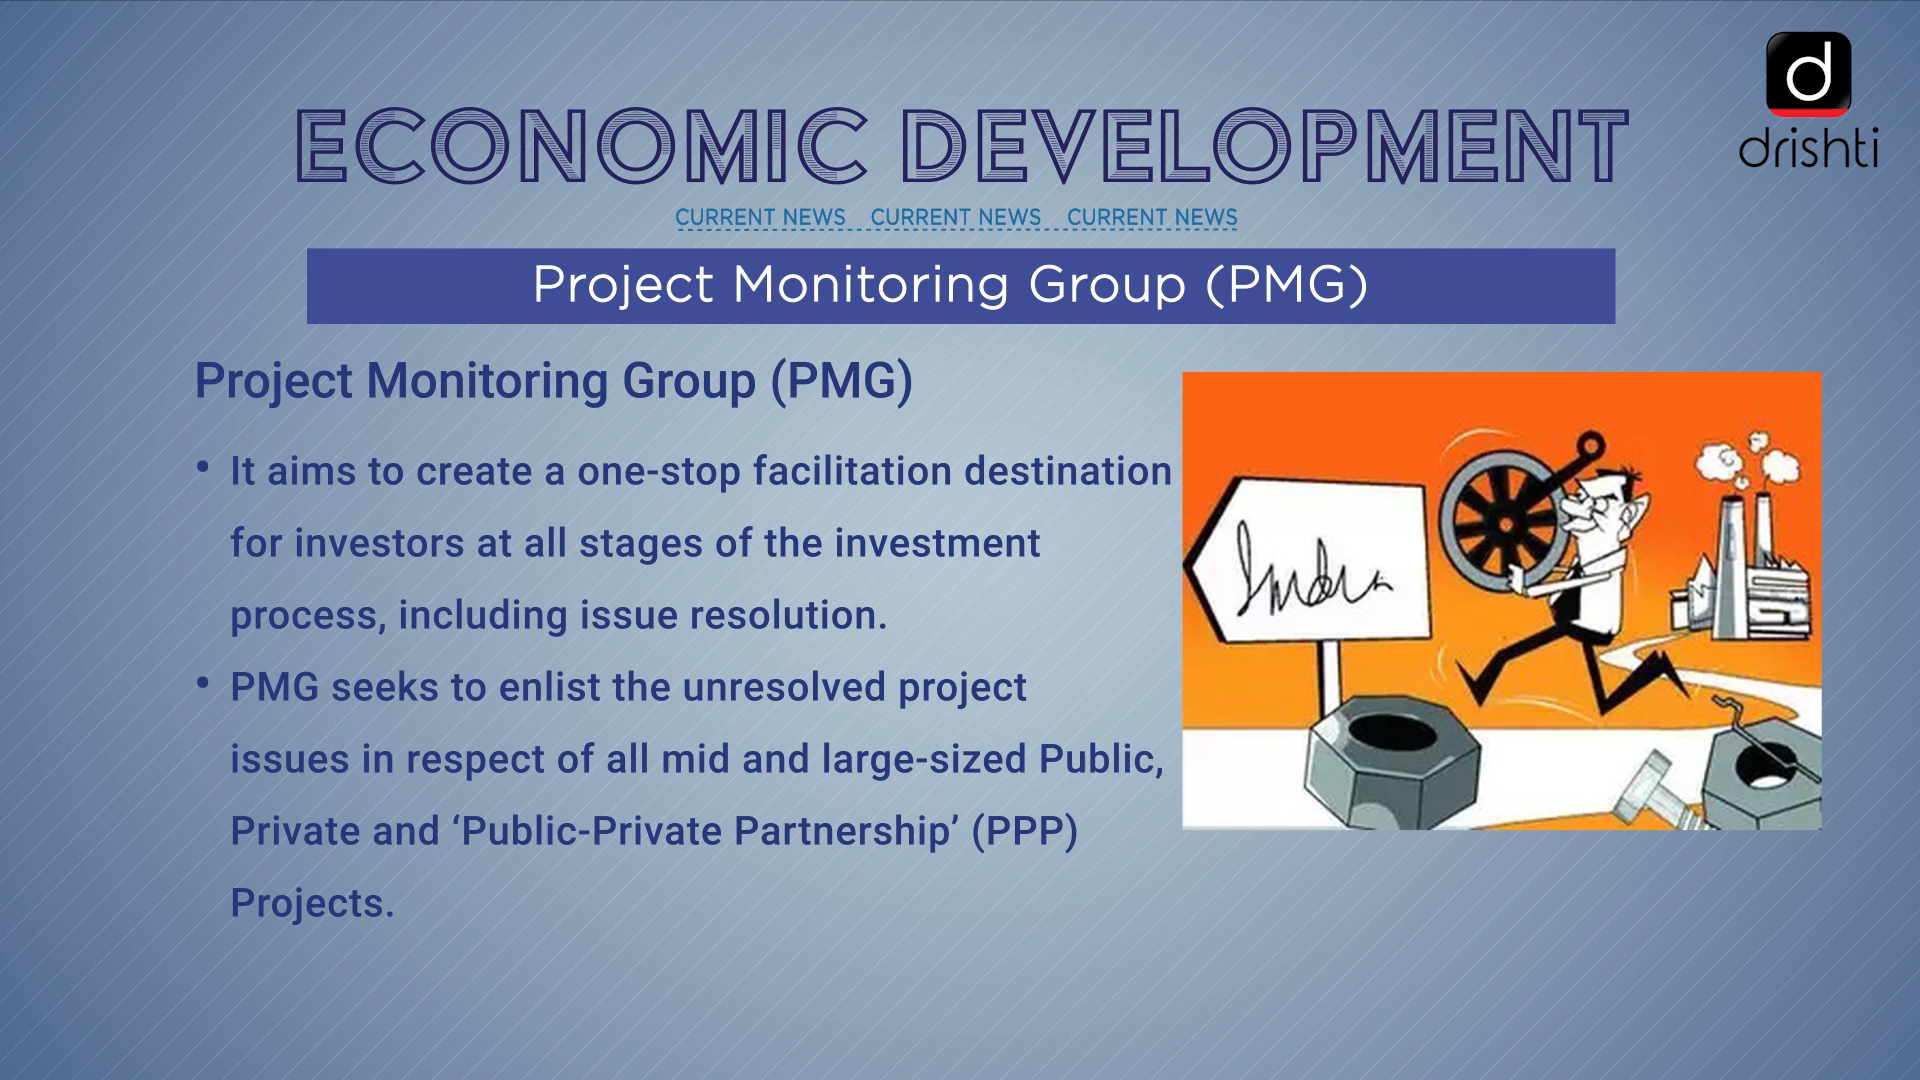 d
drishti
ECONOMIC DEVELOPMENT
CURRENT NEWS CURRENT NEWS CURRENT NEWS
Project Monitoring Group (PMG)
Project Monitoring Group (PMG)
• It aims to create a one-stop facilitation destination
for investors at all stages of the investment
process, including issue resolution.
• PMG seeks to enlist the unresolved project
issues in respect of all mid and large-sized Public,
Private and ‘Public-Private Partnership’ (PPP)
Projects.
India